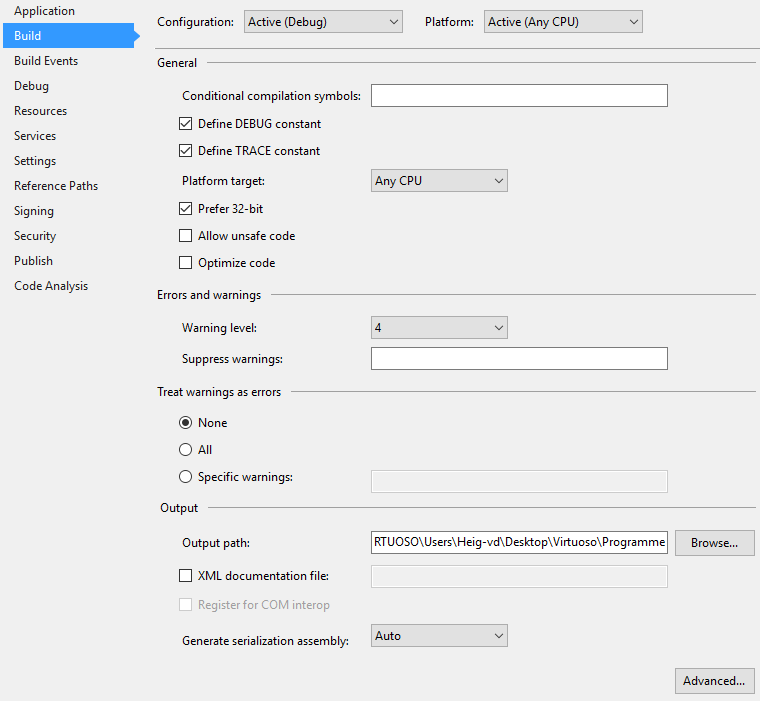 Application
Build
Build Events
Debug
Resources
Services
Settings
Reference Paths
Signing
Security
Publish
Code Analysis
Configuration: Active (Debug) Platform: Active (Any CPU)
General
Conditional compilation symbols:
Define DEBUG constant
Define TRACE constant
Platform target: Any CPU
Prefer 32-bit
Allow unsafe code
Optimize code
Errors and warnings
Warning level: 4
Suppress warnings:
Treat warnings as errors
None
All
Specific warnings:
Output
Output path: RTUOSO\Users\Heig-vd\Desktop\Virtuoso\Programme Browse...
XML documentation file:
Register for COM interop
Generate serialization assembly: Auto
Advanced...